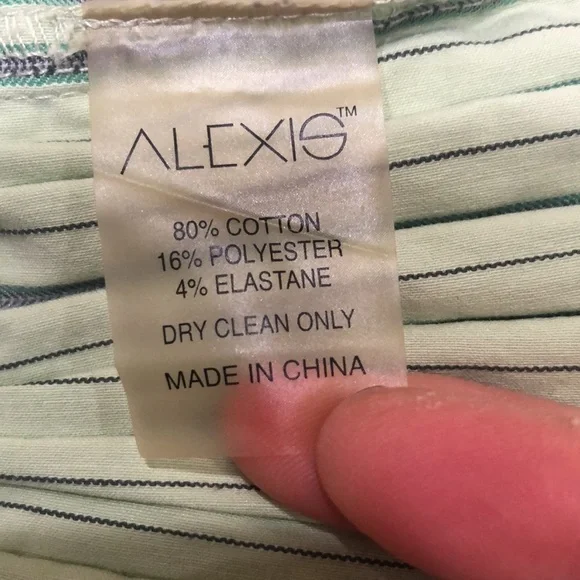 ALEXIS™
80% COTTON
16% POLYESTER
4% ELASTANE
DRY CLEAN ONLY
MADE IN CHINA